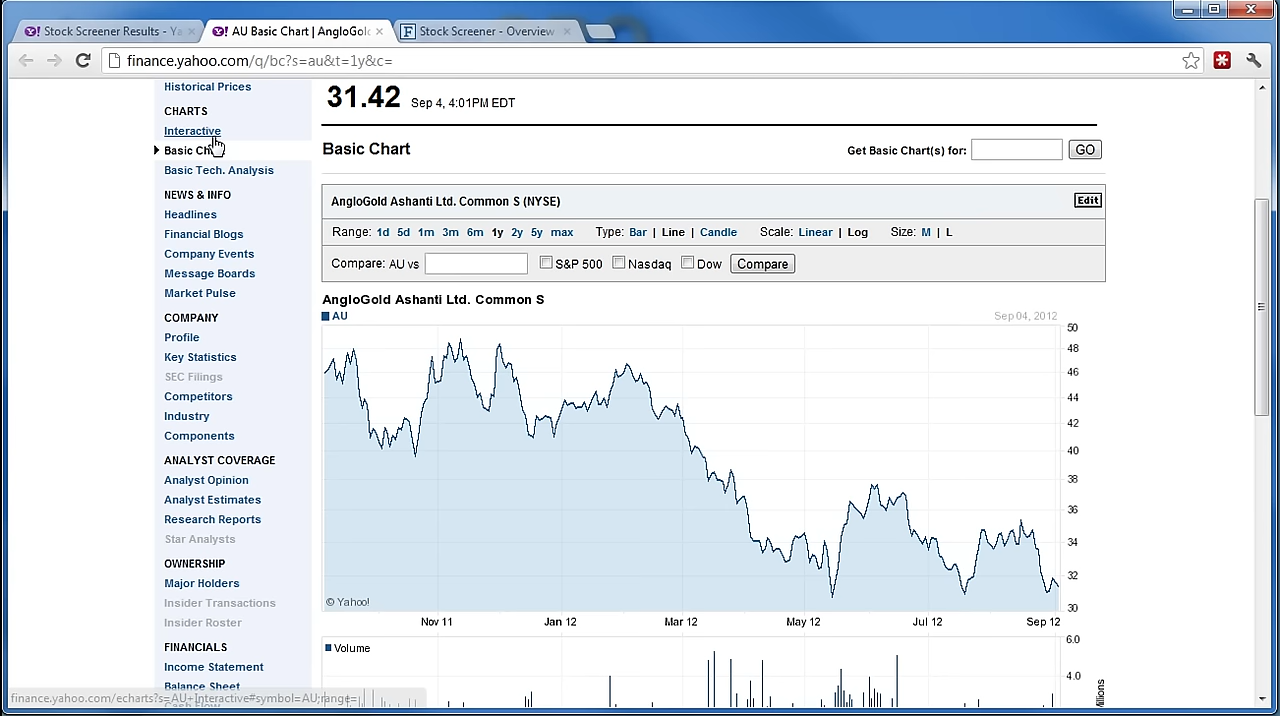 Stock Screener Results - Ya
AU Basic Chart | AngloGol
Stock Screener - Overview
finance.yahoo.com/q/bc?s=au&t=1y&c=
Historical Prices
CHARTS
Interactive
Basic Ch
Basic Tech. Analysis
NEWS & INFO
Headlines
Financial Blogs
Company Events
Message Boards
Market Pulse
COMPANY
Profile
Key Statistics
SEC Filings
Competitors
Industry
Components
ANALYST COVERAGE
Analyst Opinion
Analyst Estimates
Research Reports
Star Analysts
OWNERSHIP
Major Holders
Insider Transactions
Insider Roster
FINANCIALS
Income Statement
Balance Sheet
Cash Flow
finance.yahoo.com/echarts?s=AU+Interactive#symbol=AU;range=
31.42 Sep 4, 4:01PM EDT
Basic Chart
Get Basic Chart(s) for: GO
AngloGold Ashanti Ltd. Common S (NYSE) Edit
Range: 1d 5d 1m 3m 6m 1y 2y 5y max Type: Bar | Line | Candle Scale: Linear | Log Size: M | L
Compare: AU vs S&P 500 Nasdaq Dow Compare
AngloGold Ashanti Ltd. Common S
AU Sep 04, 2012
50
48
46
44
42
40
38
36
34
32
30
© Yahoo!
Nov 11 Jan 12 Mar 12 May 12 Jul 12 Sep 12
Volume
6.0
4.0
Millions